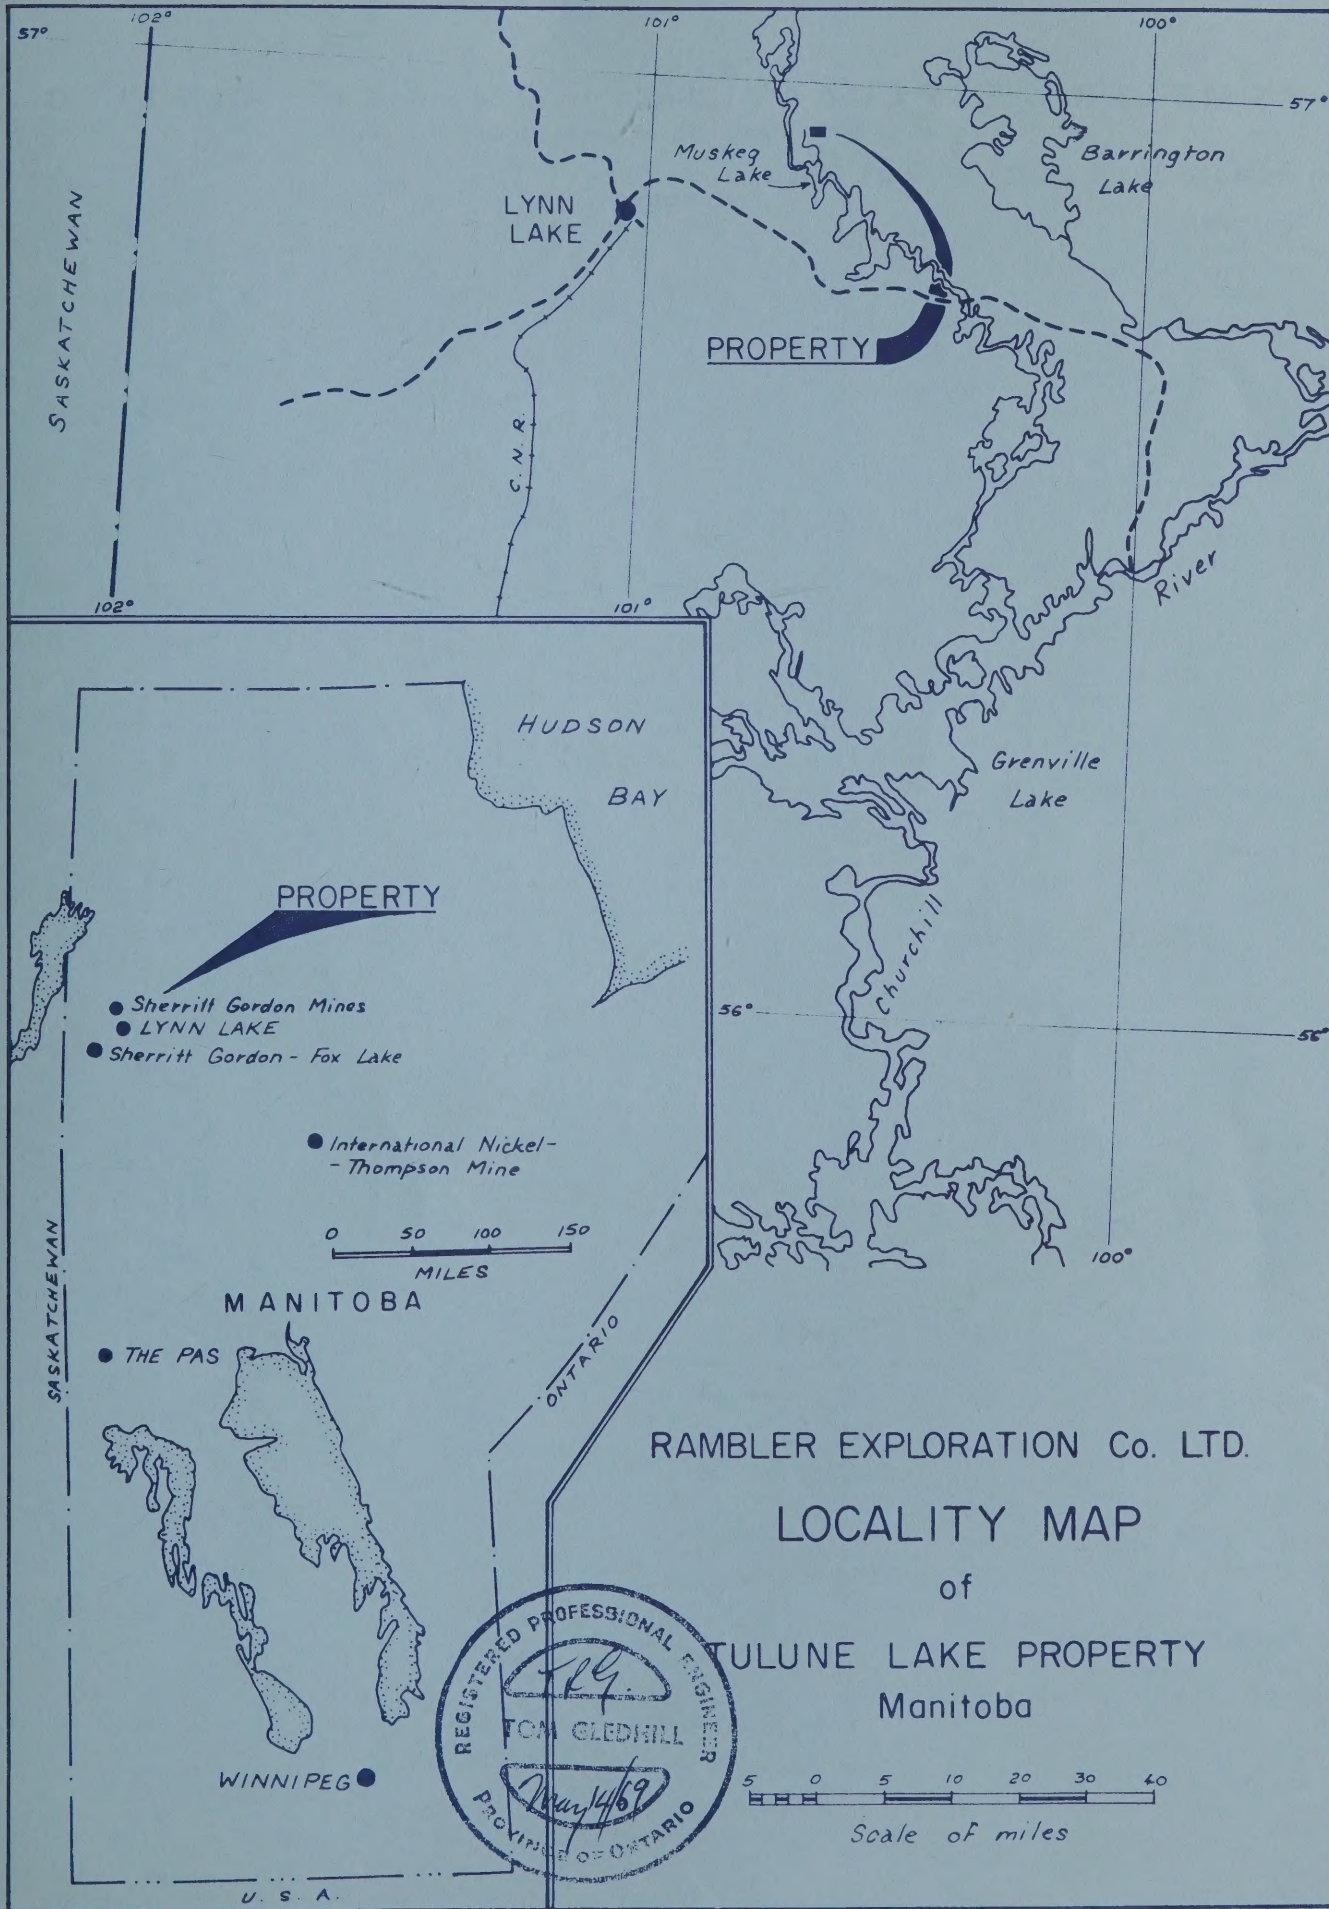 57°
102°
101°
100°
57°
Muskeg
Lake
Barrington
Lake
LYNN
LAKE
SASKATCHEWAN
PROPERTY
C.N.R.
River
102°
101°
HUDSON
BAY
Grenville
Lake
PROPERTY
Churchill
Sherritt Gordon Mines
LYNN LAKE
Sherritt Gordon - Fox Lake
56°
56°
International Nickel-
- Thompson Mine
0 50 100 150
MILES
100°
SASKATCHEWAN
MANITOBA
THE PAS
ONTARIO
RAMBLER EXPLORATION Co. LTD.
LOCALITY MAP
of
TULUNE LAKE PROPERTY
Manitoba
REGISTERED PROFESSIONAL ENGINEER
TOM GLEDHILL
May 14/69
PROVINCE OF ONTARIO
WINNIPEG
5 0 5 10 20 30 40
Scale of miles
U. S. A.